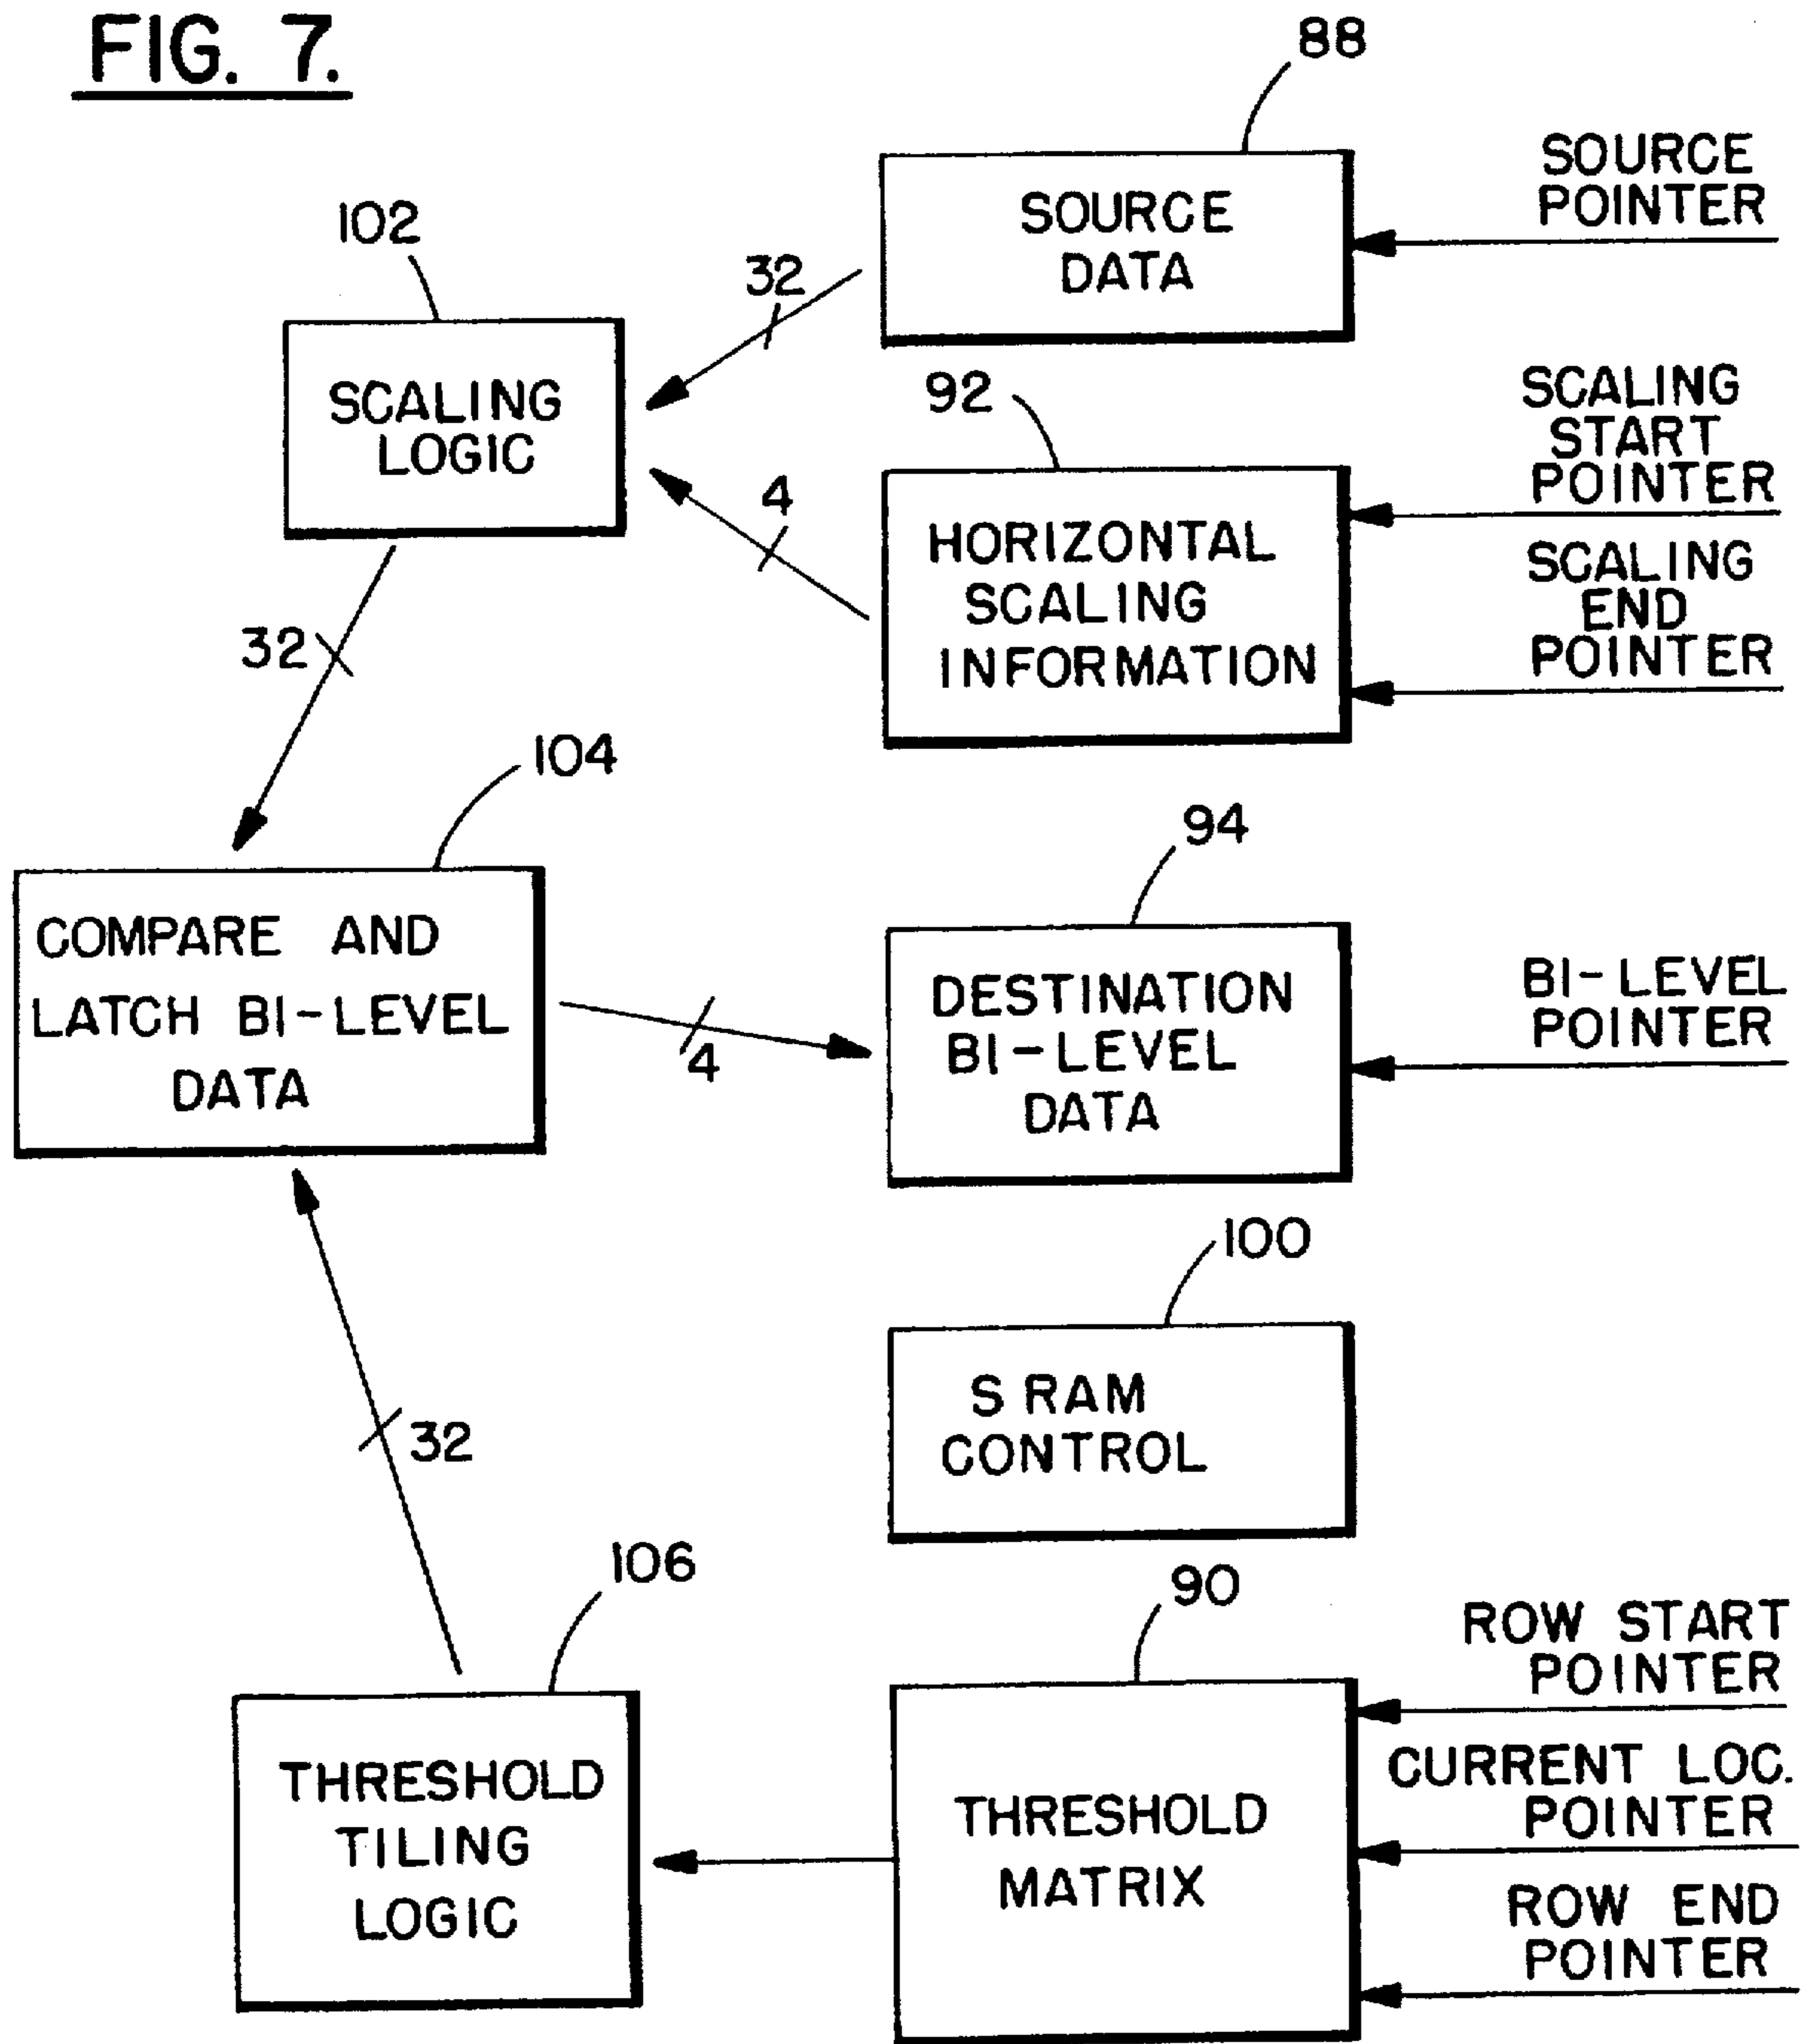 FIG. 7.
88
SOURCE
POINTER
SOURCE
DATA
102
32
SCALING
LOGIC
92
SCALING
START
POINTER
4
HORIZONTAL
SCALING
INFORMATION
SCALING
END
POINTER
32
104
94
COMPARE AND
LATCH BI-LEVEL
DATA
4
DESTINATION
BI-LEVEL
DATA
BI-LEVEL
POINTER
100
S RAM
CONTROL
32
106
90
ROW START
POINTER
THRESHOLD
TILING
LOGIC
THRESHOLD
MATRIX
CURRENT LOC.
POINTER
ROW END
POINTER